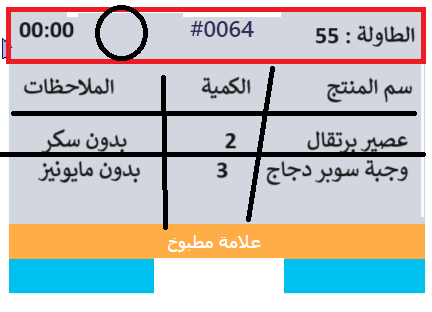 الطاولة : 55 #0064 00:00
سم المنتج الكمية الملاحظات
عصير برتقال 2 بدون سكر
وجبة سوبر دجاج 3 بدون مايونيز
علامة مطبوخ